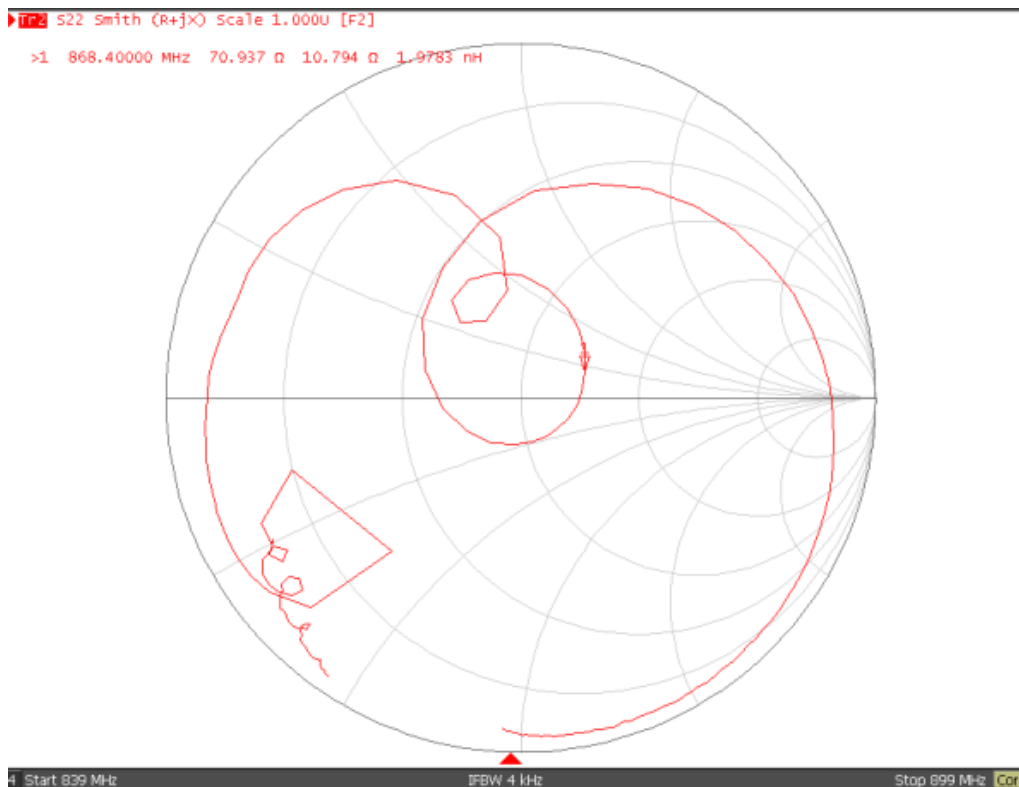 Tr2 S22 Smith (R+jX) Scale 1.000U [F2]
>1 868.40000 MHz 70.937 Ω 10.794 Ω 1.9783 nH
Start 839 MHz IFBW 4 kHz Stop 899 MHz